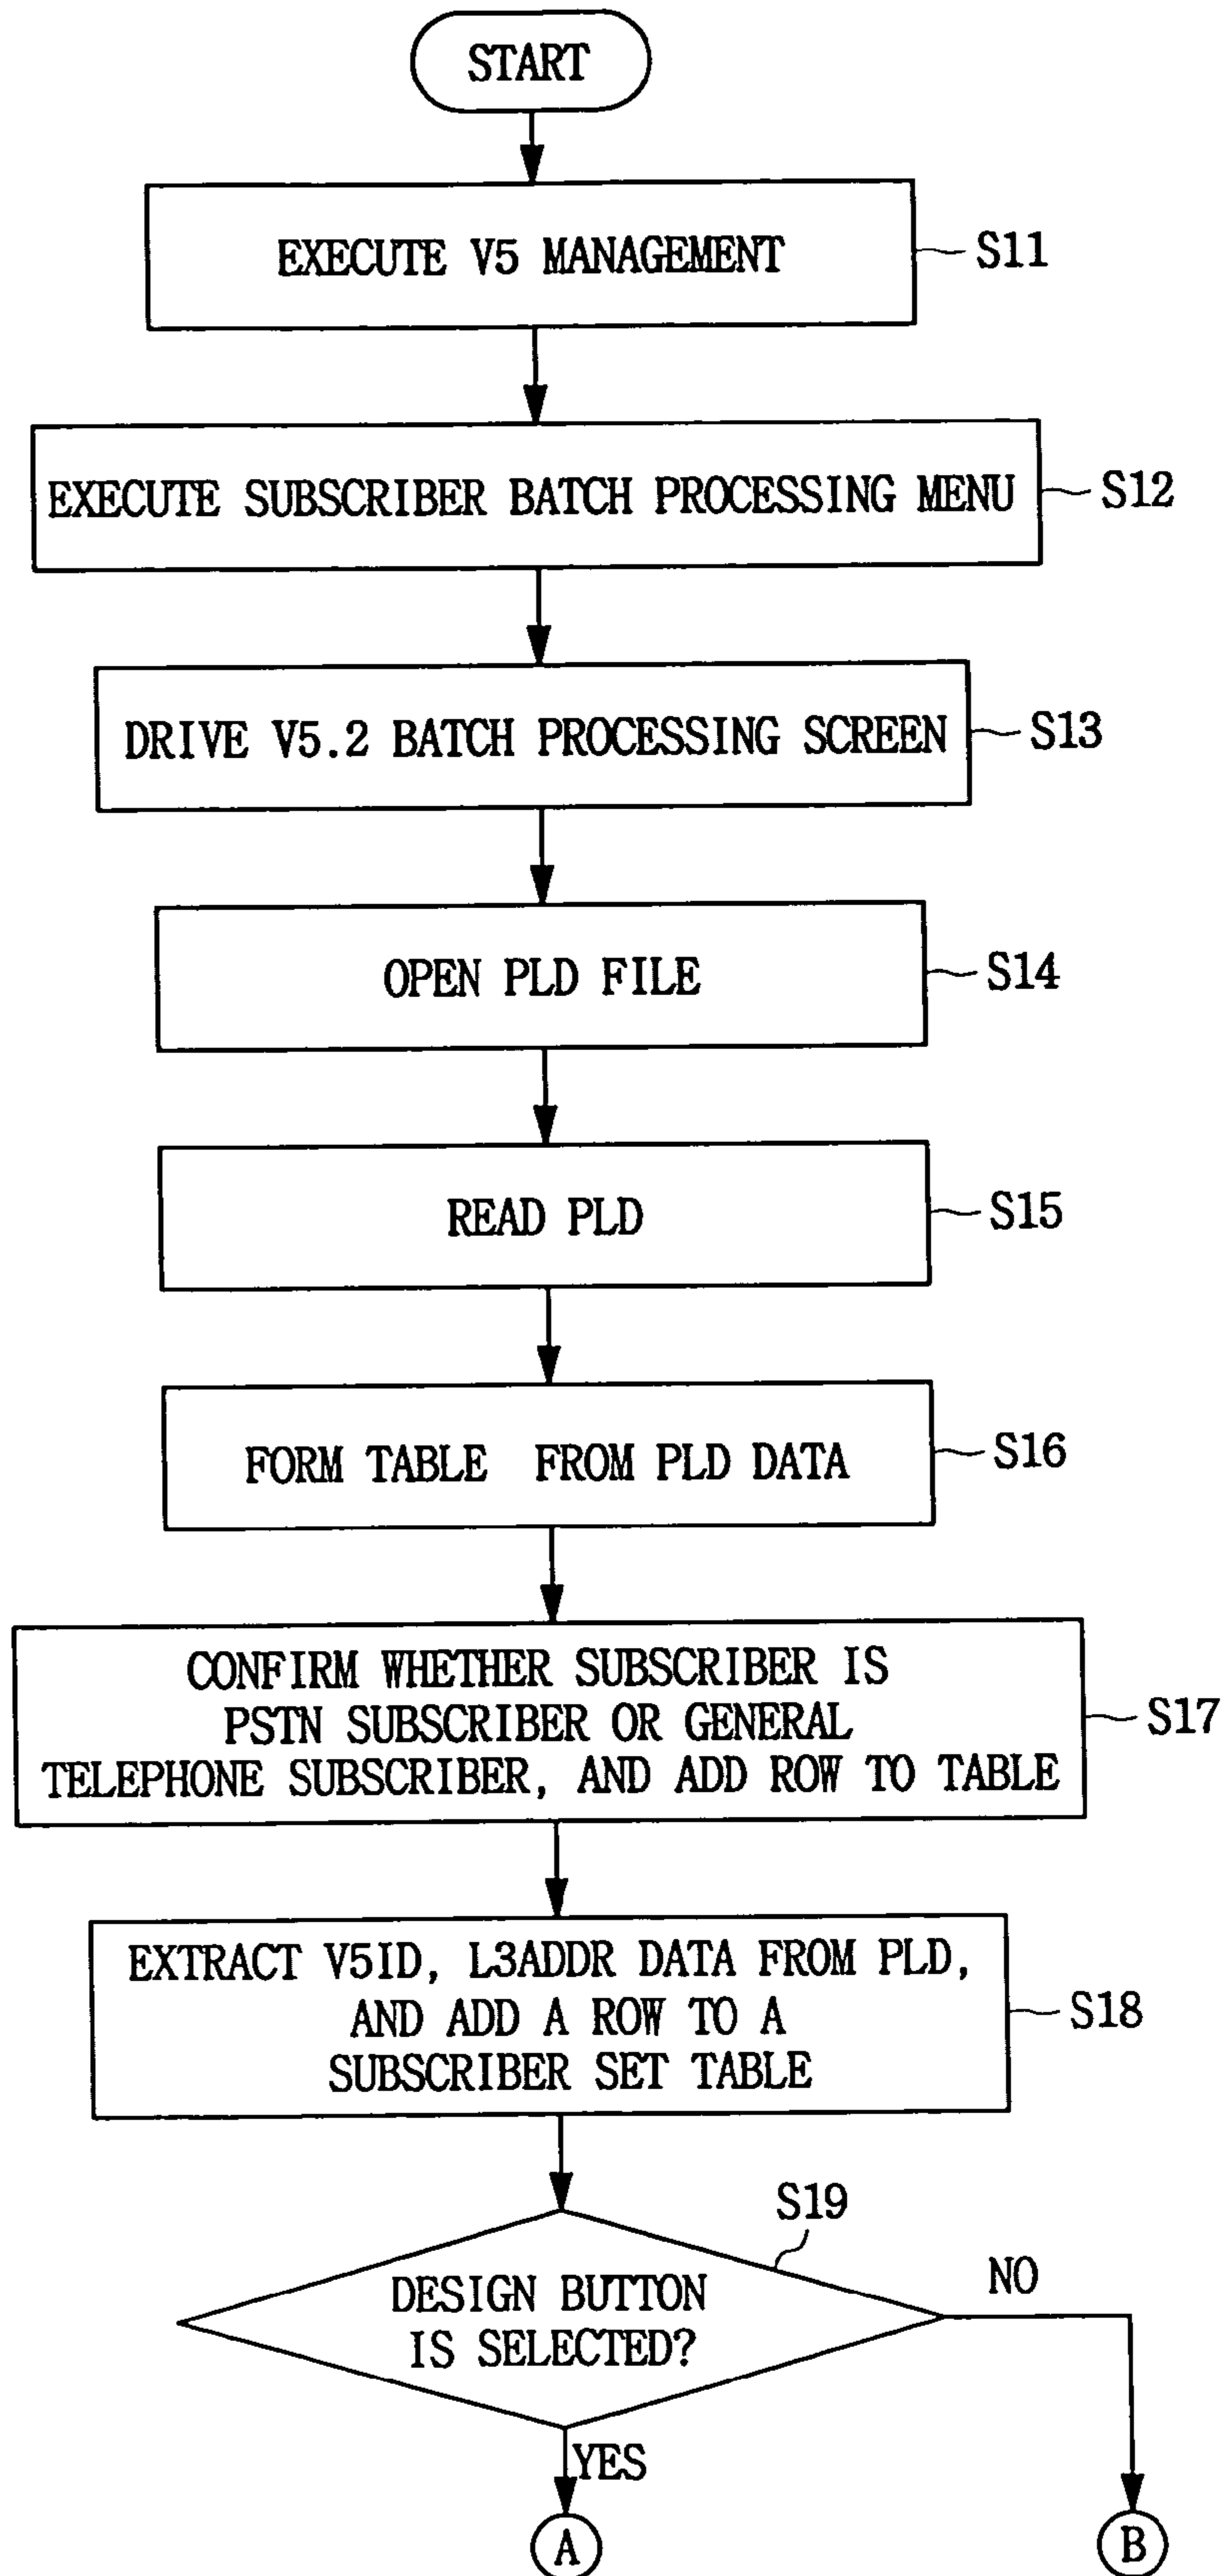 START
EXECUTE V5 MANAGEMENT
S11
EXECUTE SUBSCRIBER BATCH PROCESSING MENU
S12
DRIVE V5.2 BATCH PROCESSING SCREEN
S13
OPEN PLD FILE
S14
READ PLD
S15
FORM TABLE FROM PLD DATA
S16
CONFIRM WHETHER SUBSCRIBER IS
PSTN SUBSCRIBER OR GENERAL
TELEPHONE SUBSCRIBER, AND ADD ROW TO TABLE
S17
EXTRACT V5ID, L3ADDR DATA FROM PLD,
AND ADD A ROW TO A
SUBSCRIBER SET TABLE
S18
S19
DESIGN BUTTON
IS SELECTED?
NO
YES
A
B